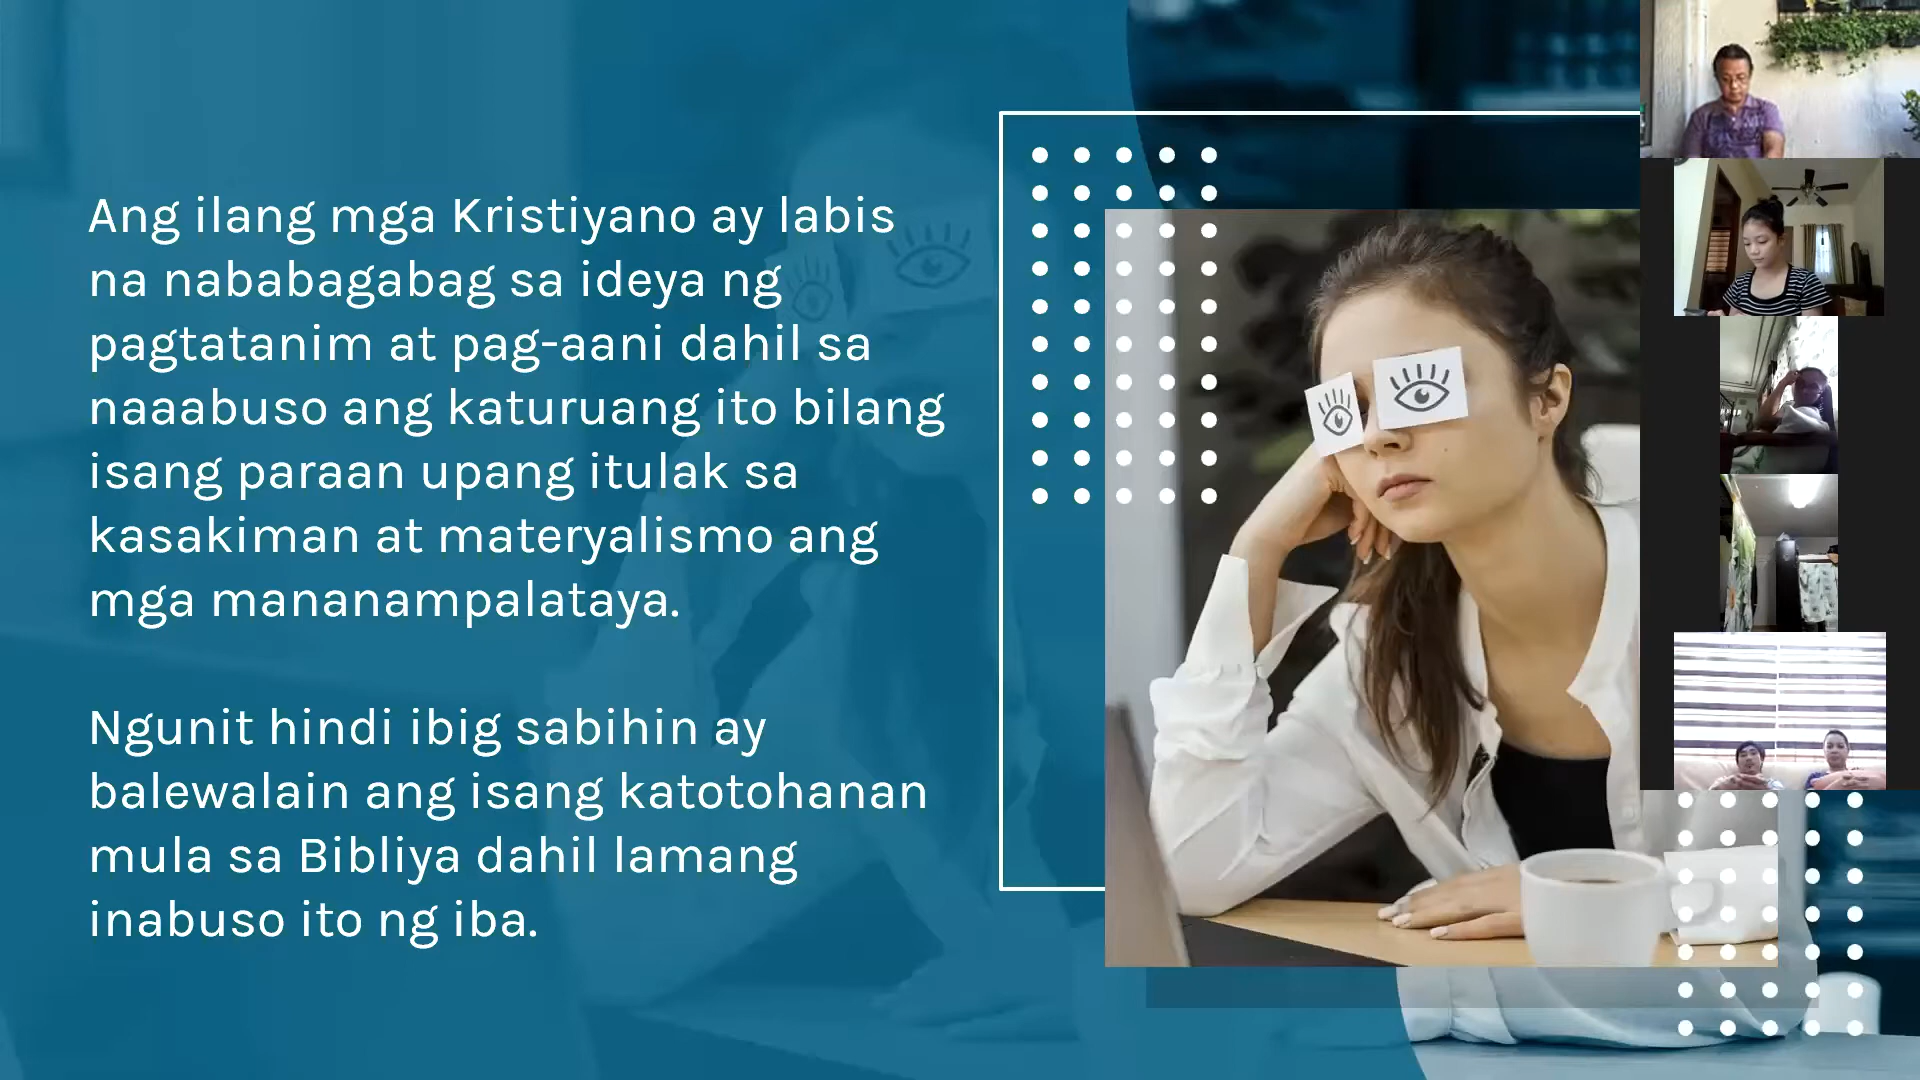 Ang ilang mga Kristiyano ay labis
na nababagabag sa ideya ng
pagtatanim at pag-aani dahil sa
naaabuso ang katuruang ito bilang
isang paraan upang itulak sa
kasakiman at materyalismo ang
mga mananampalataya.
Ngunit hindi ibig sabihin ay
balewalain ang isang katotohanan
mula sa Bibliya dahil lamang
inabuso ito ng iba.